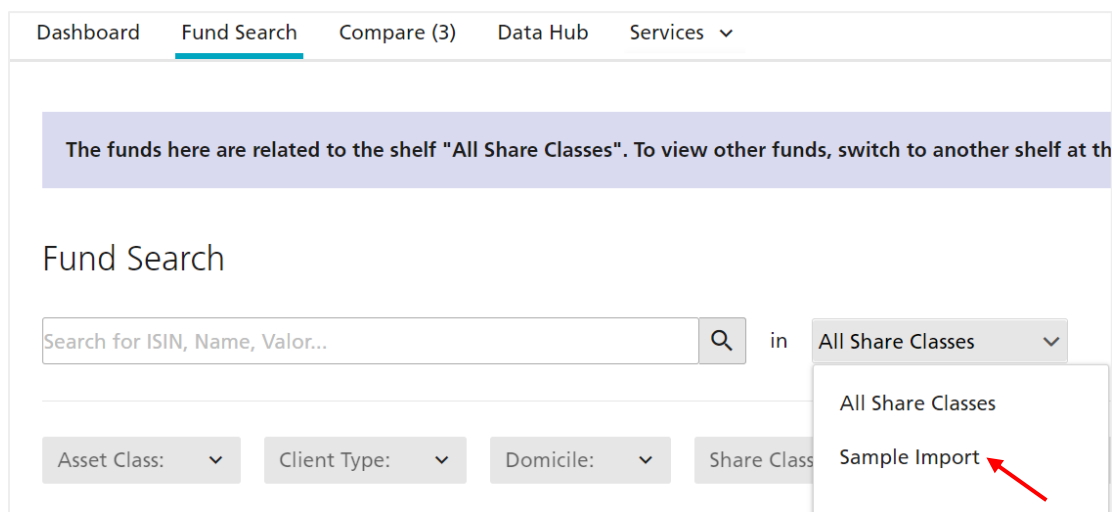 Dashboard Fund Search Compare (3) Data Hub Services
The funds here are related to the shelf "All Share Classes". To view other funds, switch to another shelf at th
Fund Search
Search for ISIN, Name, Valor... in All Share Classes
All Share Classes
Asset Class: Client Type: Domicile: Share Class
Sample Import